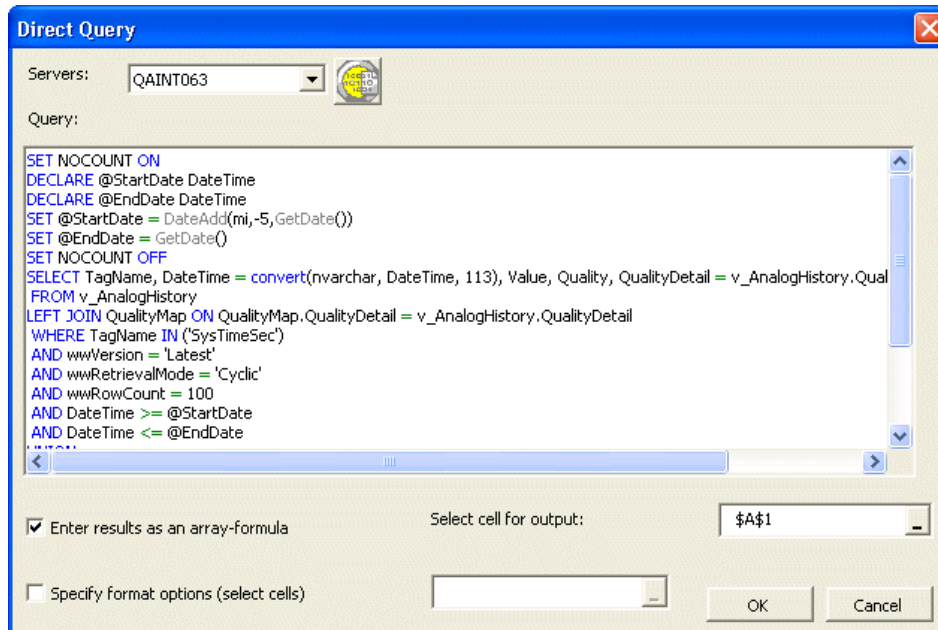 Direct Query
Servers:
QAINT063
Query:
SET NOCOUNT ON
DECLARE @StartDate DateTime
DECLARE @EndDate DateTime
SET @StartDate = DateAdd(mi,-5,GetDate())
SET @EndDate = GetDate()
SET NOCOUNT OFF
SELECT TagName, DateTime = convert(nvarchar, DateTime, 113), Value, Quality, QualityDetail = v_AnalogHistory.Qual
FROM v_AnalogHistory
LEFT JOIN QualityMap ON QualityMap.QualityDetail = v_AnalogHistory.QualityDetail
WHERE TagName IN ('SysTimeSec')
AND wwVersion = 'Latest'
AND wwRetrievalMode = 'Cyclic'
AND wwRowCount = 100
AND DateTime >= @StartDate
AND DateTime <= @EndDate
UNION
Enter results as an array-formula
Select cell for output:
$A$1
Specify format options (select cells)
OK
Cancel